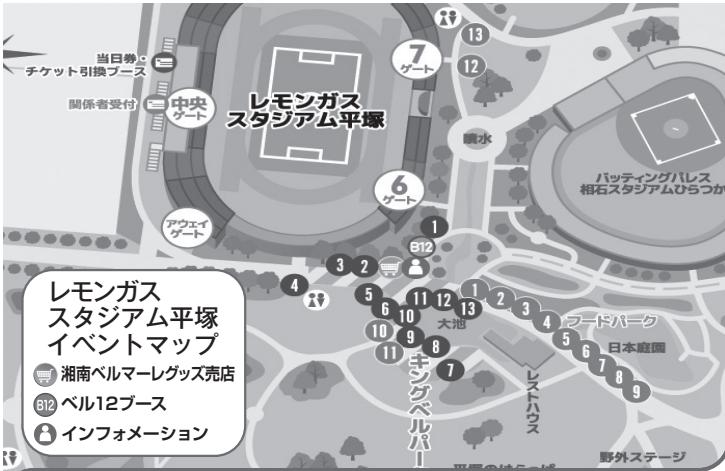 当日券・
チケット引換ブース
関係者受付
中央
ゲート
アウェイ
ゲート
レモンガス
スタジアム平塚
7
ゲート
6
ゲート
13
12
噴水
バッティングパレス
相石スタジアムひらつか
1
B12
3
2
4
5
6
10
11
12
13
9
8
7
10
11
大池
キングベルパー
1
2
3
4
5
6
7
8
9
フードパーク
日本庭園
レストハウス
野外ステージ
平塚のはらっぱ
レモンガス
スタジアム平塚
イベントマップ
湘南ベルマーレグッズ売店
B12 ベル12ブース
インフォメーション